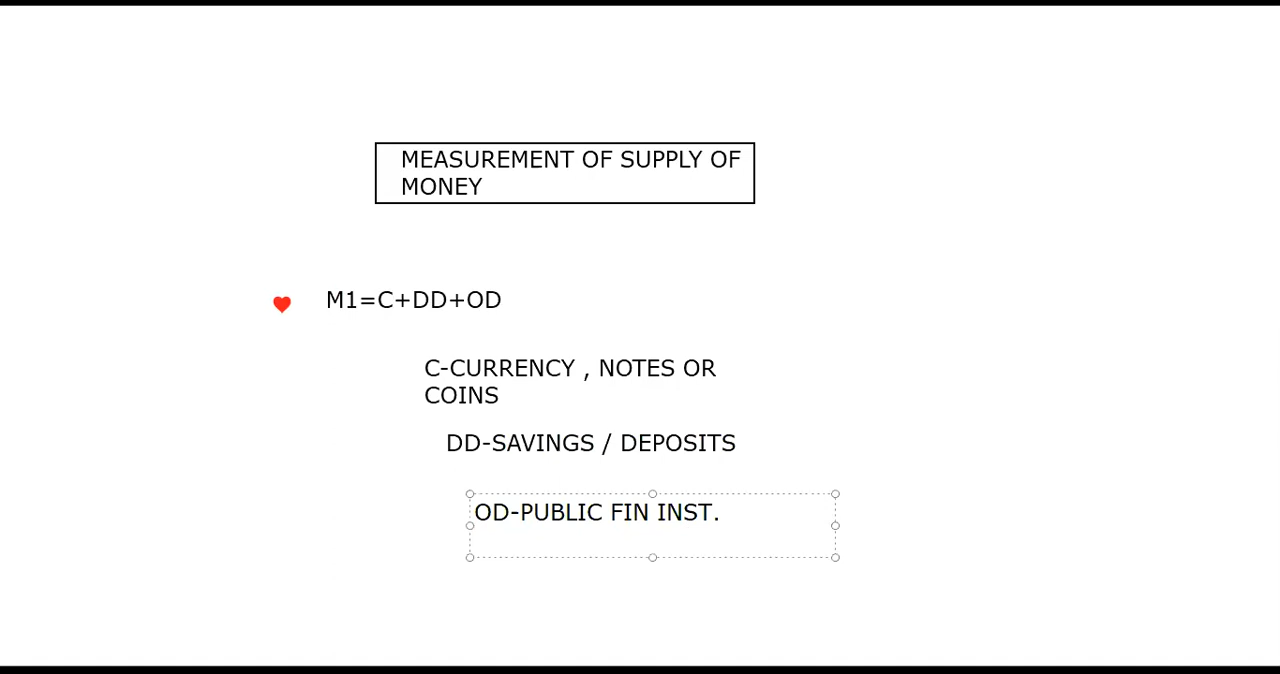 MEASUREMENT OF SUPPLY OF
MONEY
M1=C+DD+OD
C-CURRENCY , NOTES OR
COINS
DD-SAVINGS / DEPOSITS
OD-PUBLIC FIN INST.